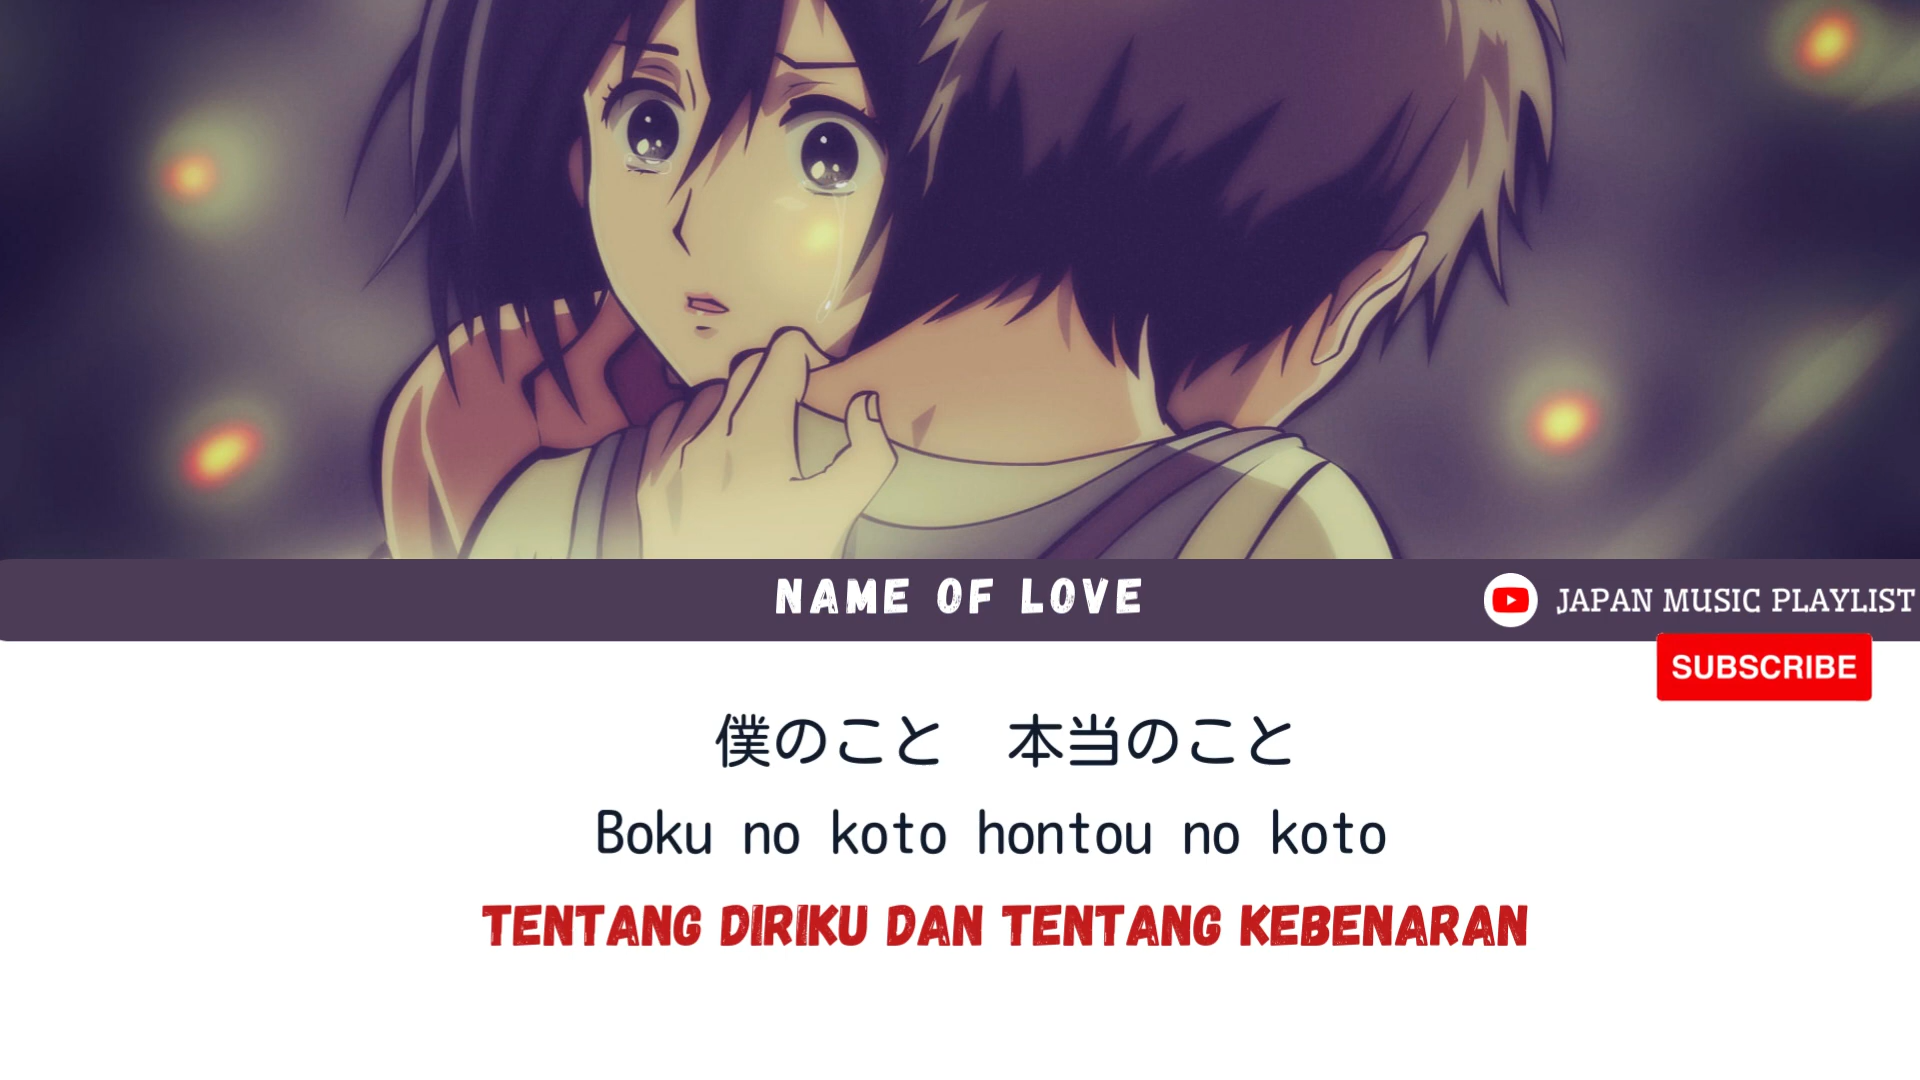 NAME OF LOVE
JAPAN MUSIC PLAYLIST
SUBSCRIBE
僕のこと　本当のこと
Boku no koto hontou no koto
TENTANG DIRIKU DAN TENTANG KEBENARAN